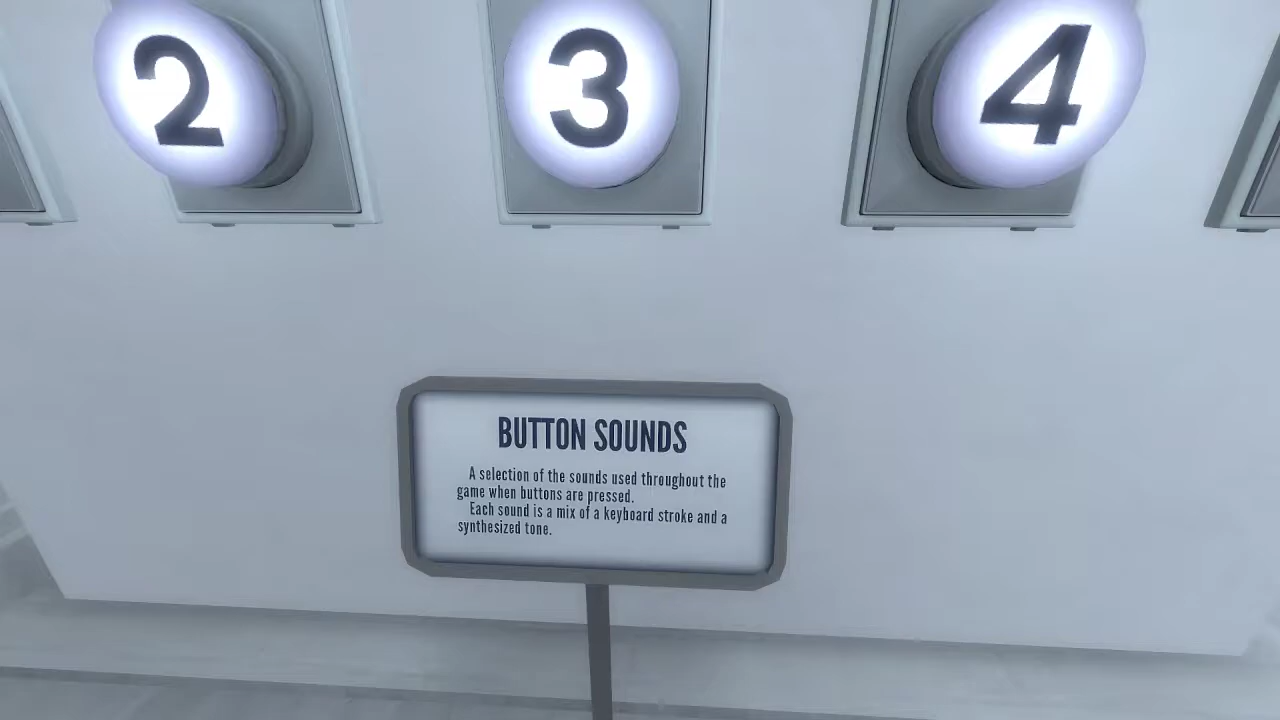 2 3 4
BUTTON SOUNDS
A selection of the sounds used throughout the
game when buttons are pressed.
Each sound is a mix of a keyboard stroke and a
synthesized tone.